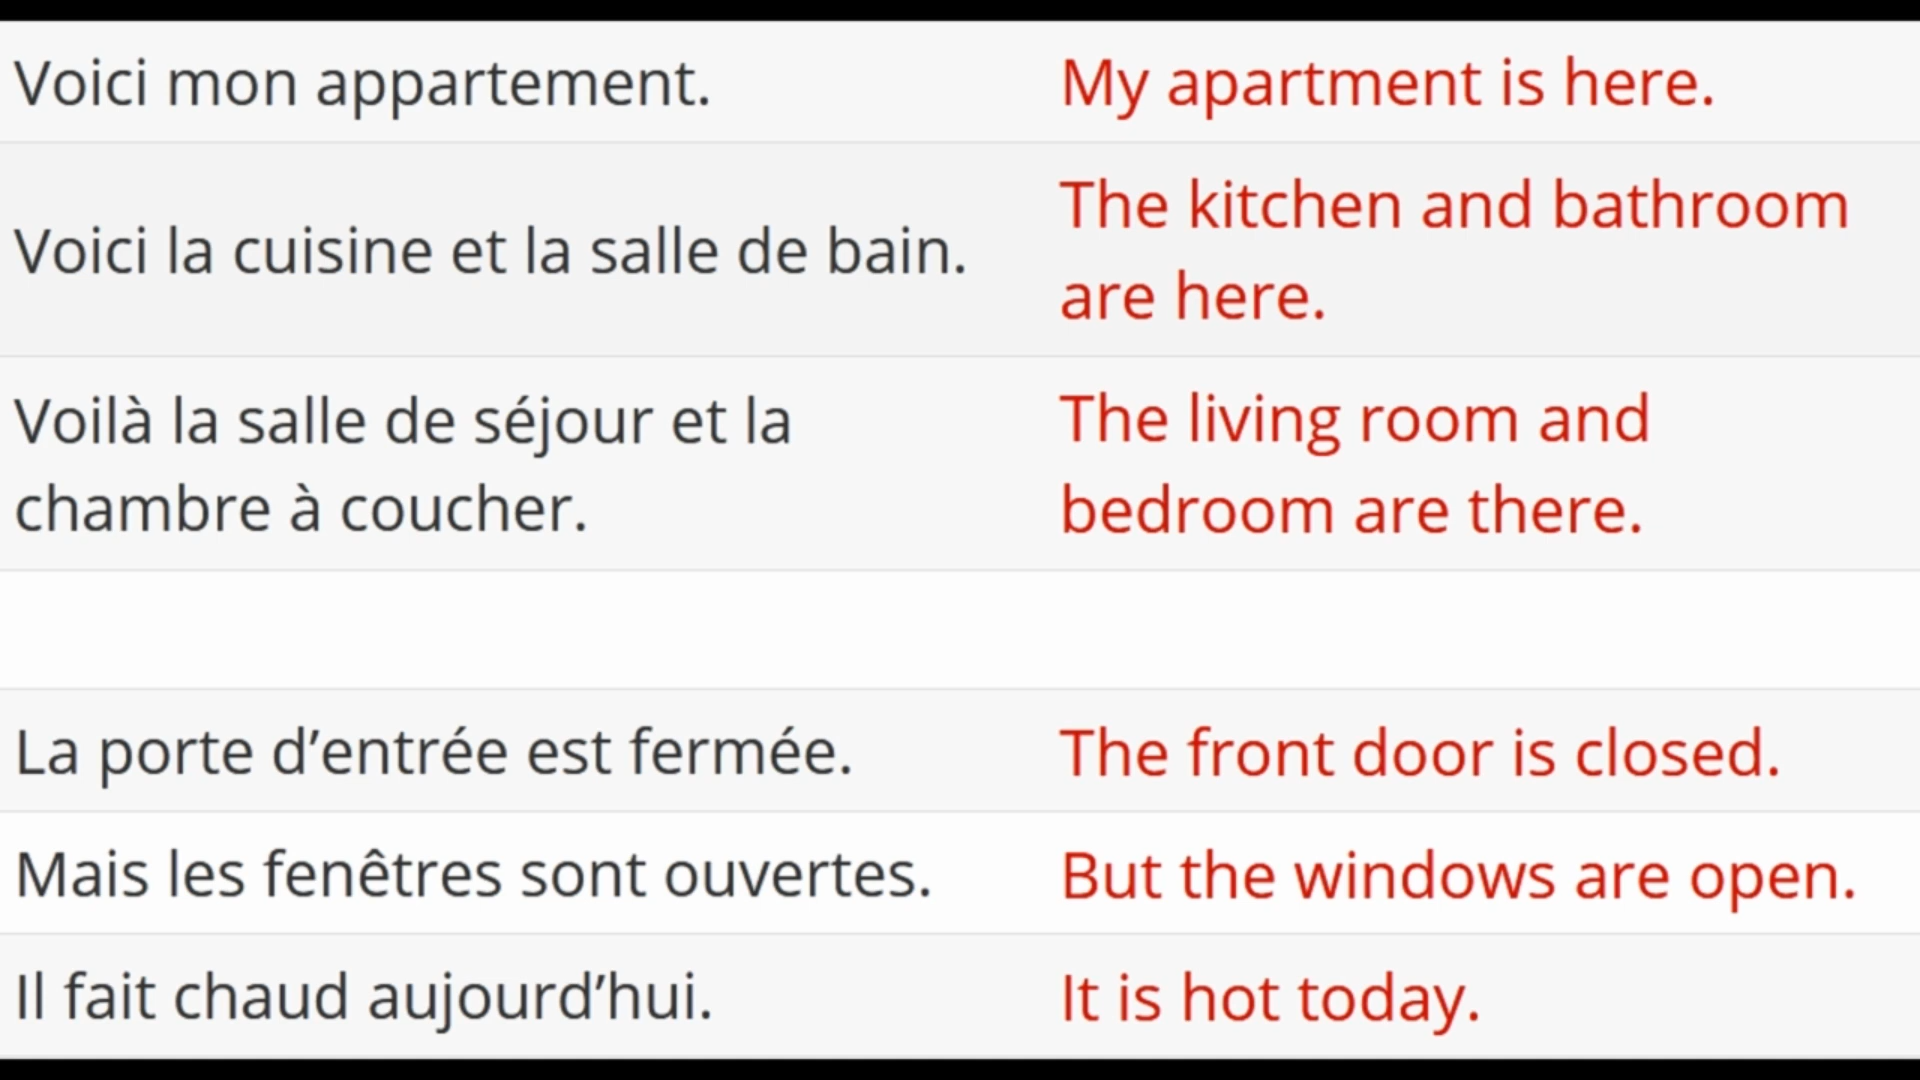 Voici mon appartement.
My apartment is here.
Voici la cuisine et la salle de bain.
The kitchen and bathroom
are here.
Voilà la salle de séjour et la
chambre à coucher.
The living room and
bedroom are there.
La porte d’entrée est fermée.
The front door is closed.
Mais les fenêtres sont ouvertes.
But the windows are open.
Il fait chaud aujourd’hui.
It is hot today.